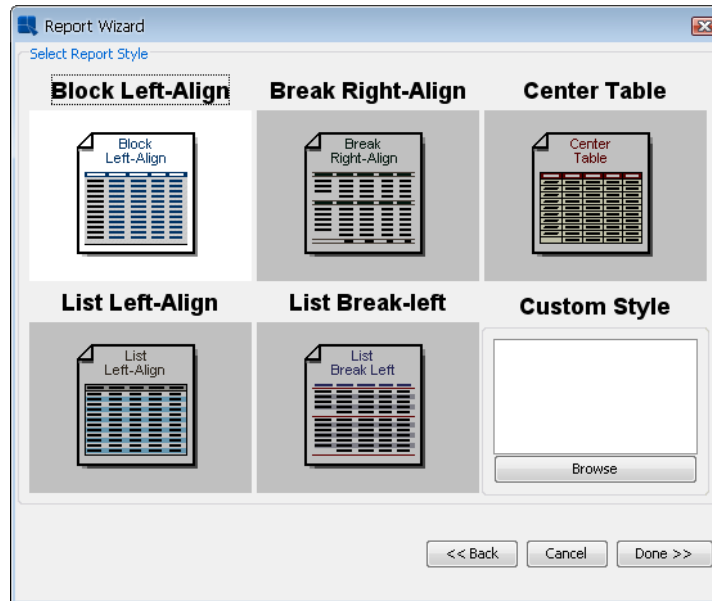 Report Wizard
Select Report Style
Block Left-Align
Break Right-Align
Center Table
Block
Left-Align
Break
Right-Align
Center
Table
List Left-Align
List Break-left
Custom Style
List
Left-Align
List
Break Left
Browse
<< Back
Cancel
Done >>